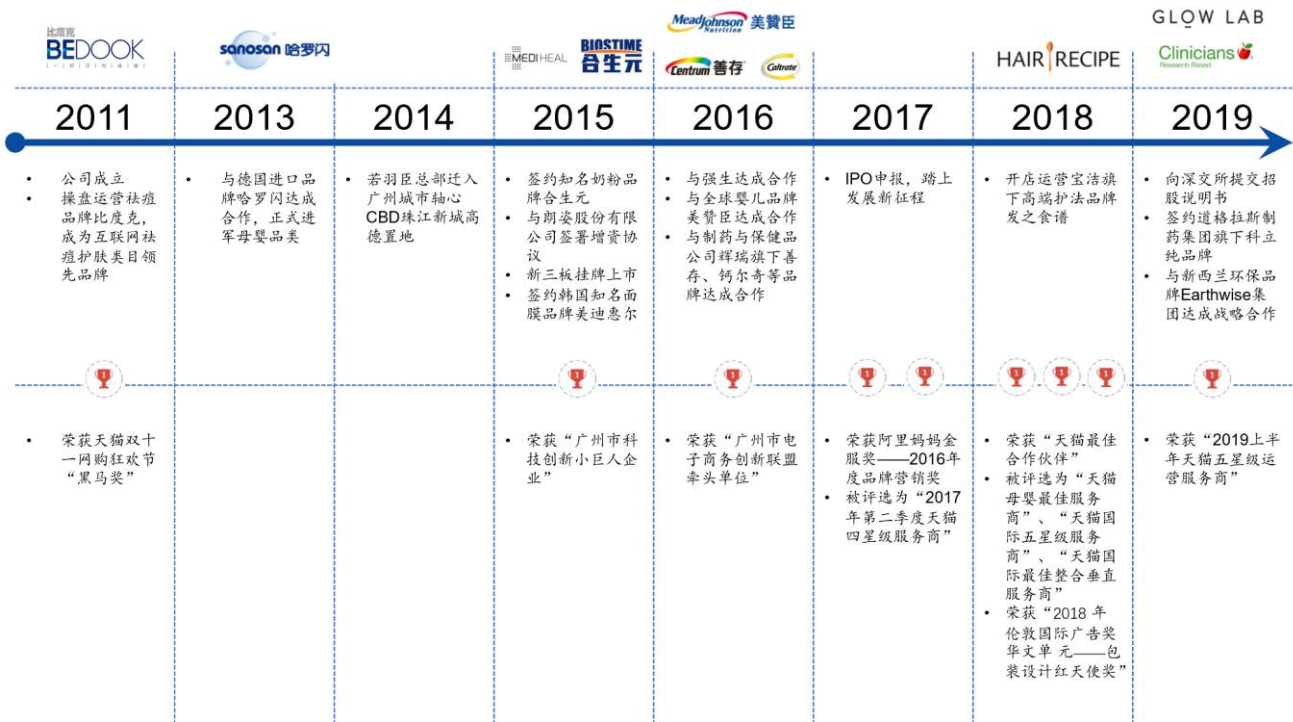 比度克
BEDOOK
sanosan 哈罗闪
MEDIHEAL
BIOSTIME
合生元
MeadJohnson 美贊臣
Nutrition
Centrum 善存
Caltrate
HAIR RECIPE
GLOW LAB
Clinicians
Research Based
2011
2013
2014
2015
2016
2017
2018
2019
• 公司成立
• 操盘运营祛痘
品牌比度克，
成为互联网祛
痘护肤类目领
先品牌
• 与德国进口品
牌哈罗闪达成
合作，正式进
军母婴品类
• 若羽臣总部迁入
广州城市轴心
CBD珠江新城高
德置地
• 签约知名奶粉品
牌合生元
• 与朗姿股份有限
公司签署增资协
议
• 新三板挂牌上市
• 签约韩国知名面
膜品牌美迪惠尔
• 与强生达成合作
• 与全球婴儿品牌
美赞臣达成合作
• 与制药与保健品
公司辉瑞旗下善
存、钙尔奇等品
牌达成合作
• IPO申报，踏上
发展新征程
• 开店运营宝洁旗
下高端护法品牌
发之食谱
• 向深交所提交招
股说明书
• 签约道格拉斯制
药集团旗下科立
纯品牌
• 与新西兰环保品
牌Earthwise集
团达成战略合作
• 荣获天猫双十
一网购狂欢节
“黑马奖”
• 荣获“广州市科
技创新小巨人企
业”
• 荣获“广州市电
子商务创新联盟
牵头单位”
• 荣获阿里妈妈金
服奖——2016年
度品牌营销奖
• 被评选为“2017
年第二季度天猫
四星级服务商”
• 荣获“天猫最佳
合作伙伴”
• 被评选为“天猫
母婴最佳服务
商”、“天猫国
际五星级服务
商”、“天猫国
际最佳整合垂直
服务商”
• 荣获“2018 年
伦敦国际广告奖
华文单 元——包
装设计红天使奖”
• 荣获“2019上半
年天猫五星级运
营服务商”